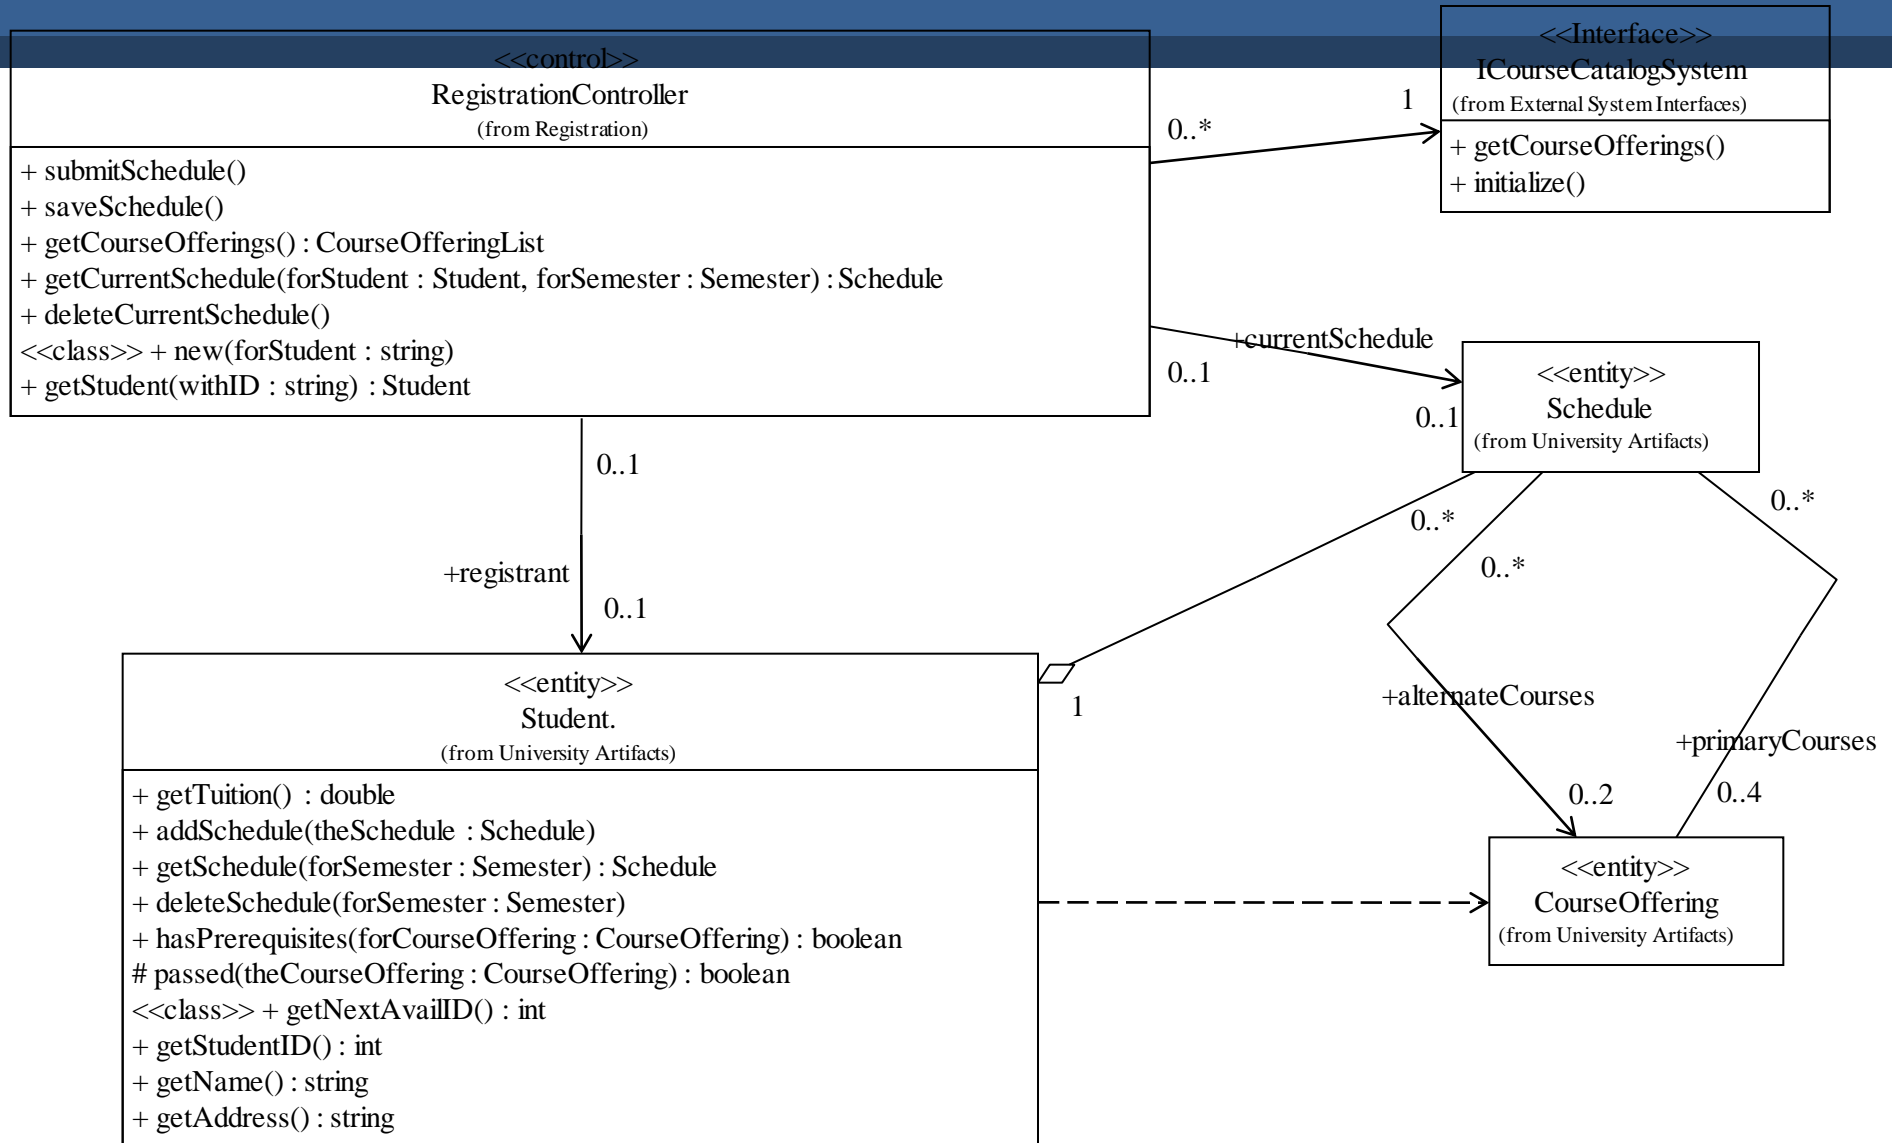 <<control>>
RegistrationController
(from Registration)
+ submitSchedule()
+ saveSchedule()
+ getCourseOfferings() : CourseOfferingList
+ getCurrentSchedule(forStudent : Student, forSemester : Semester) : Schedule
+ deleteCurrentSchedule()
<<class>> + new(forStudent : string)
+ getStudent(withID : string) : Student
<<Interface>>
ICourseCatalogSystem
(from External System Interfaces)
+ getCourseOfferings()
+ initialize()
0..*
1
+currentSchedule
0..1
0..1
<<entity>>
Schedule
(from University Artifacts)
0..1
+registrant
0..1
0..*
1
0..*
0..*
+alternateCourses
0..2
+primaryCourses
0..4
<<entity>>
Student.
(from University Artifacts)
+ getTuition() : double
+ addSchedule(theSchedule : Schedule)
+ getSchedule(forSemester : Semester) : Schedule
+ deleteSchedule(forSemester : Semester)
+ hasPrerequisites(forCourseOffering : CourseOffering) : boolean
# passed(theCourseOffering : CourseOffering) : boolean
<<class>> + getNextAvailID() : int
+ getStudentID() : int
+ getName() : string
+ getAddress() : string
<<entity>>
CourseOffering
(from University Artifacts)